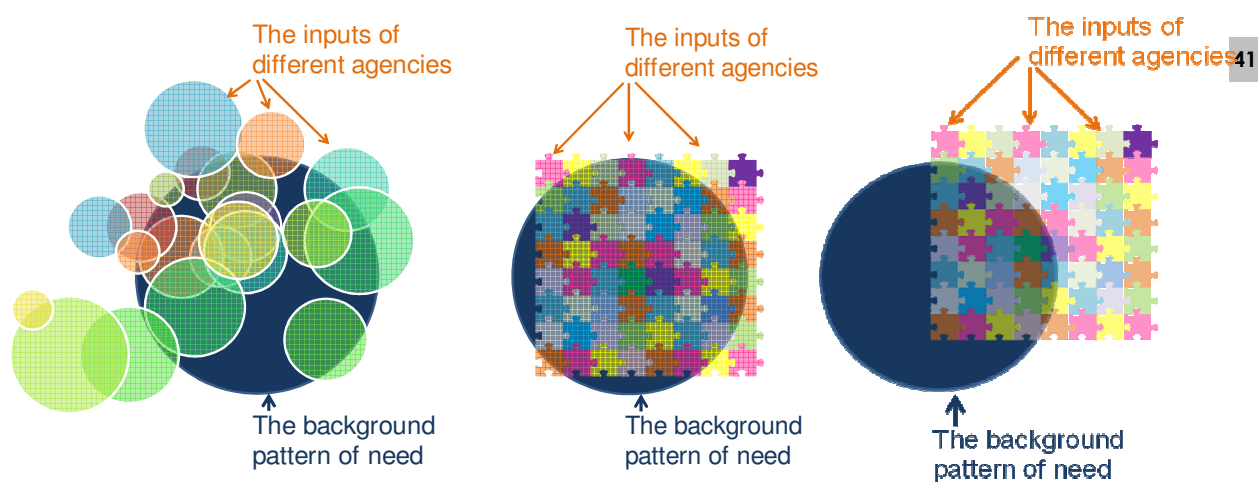 The inputs of
different agencies
The background
pattern of need
The inputs of
different agencies
The background
pattern of need
The inputs of
different agencies
41
The background
pattern of need